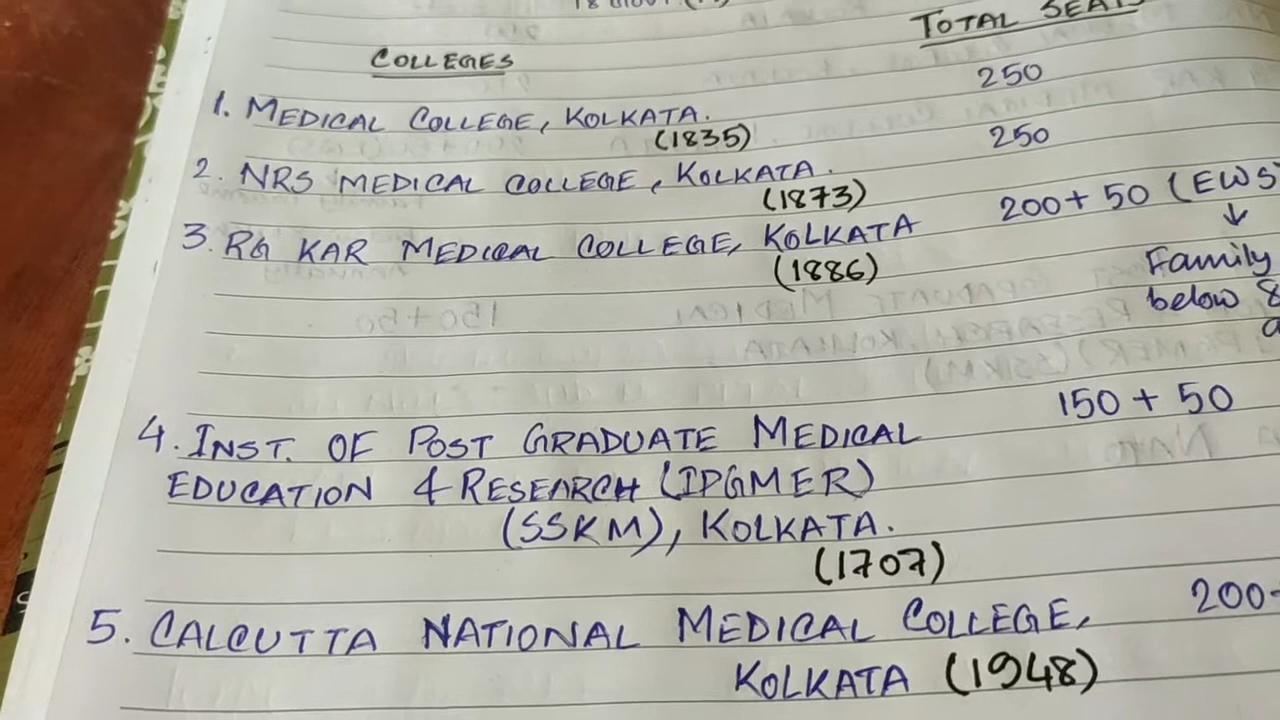 COLLEGES
TOTAL SEATS
1. MEDICAL COLLEGE, KOLKATA.
250
(1835)
2. NRS MEDICAL COLLEGE, KOLKATA.
250
(1873)
3. RG KAR MEDICAL COLLEGE, KOLKATA
200+ 50 (EWS
(1886)
Family
below 8
4. INST. OF POST GRADUATE MEDICAL
150 + 50
EDUCATION & RESEARCH (IPGMER)
(SSKM), KOLKATA.
(1707)
5. CALCUTTA NATIONAL MEDICAL COLLEGE,
200
KOLKATA (1948)